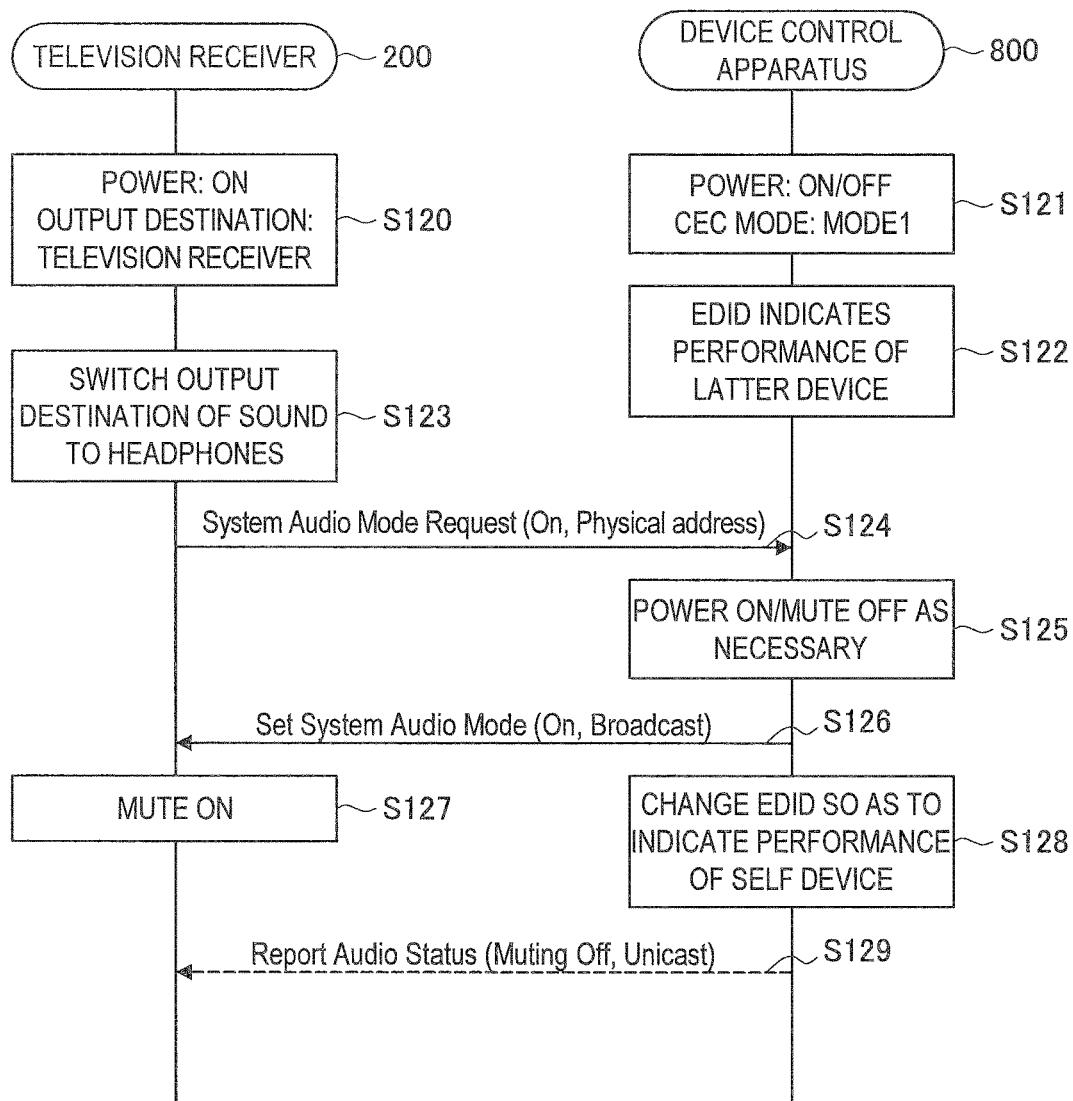 TELEVISION RECEIVER
200
DEVICE CONTROL
APPARATUS
800
POWER: ON
OUTPUT DESTINATION:
TELEVISION RECEIVER
S120
POWER: ON/OFF
CEC MODE: MODE1
S121
EDID INDICATES
PERFORMANCE OF
LATTER DEVICE
S122
SWITCH OUTPUT
DESTINATION OF SOUND
TO HEADPHONES
S123
System Audio Mode Request (On, Physical address)
S124
POWER ON/MUTE OFF AS
NECESSARY
S125
Set System Audio Mode (On, Broadcast)
S126
MUTE ON
S127
CHANGE EDID SO AS TO
INDICATE PERFORMANCE
OF SELF DEVICE
S128
Report Audio Status (Muting Off, Unicast)
S129